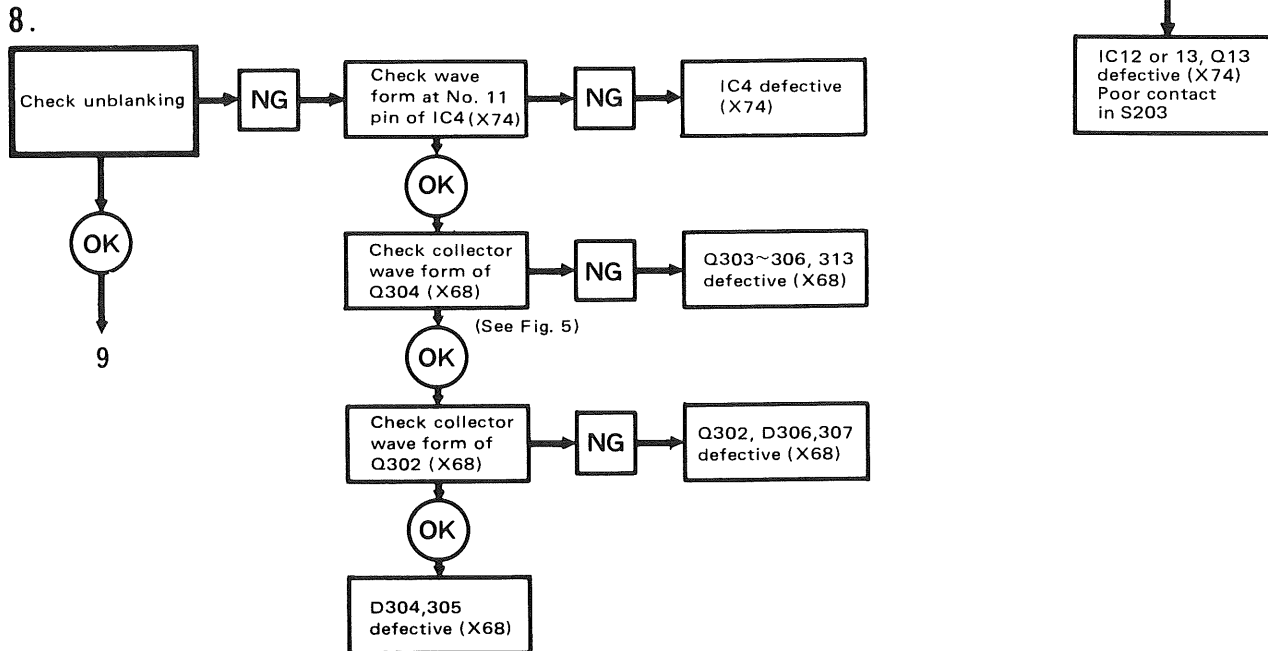 8.
Check unblanking
NG
Check wave
form at No. 11
pin of IC4 (X74)
NG
IC4 defective
(X74)
OK
OK
9
Check collector
wave form of
Q304 (X68)
NG
Q303~306, 313
defective (X68)
(See Fig. 5)
OK
Check collector
wave form of
Q302 (X68)
NG
Q302, D306,307
defective (X68)
OK
D304,305
defective (X68)
IC12 or 13, Q13
defective (X74)
Poor contact
in S203